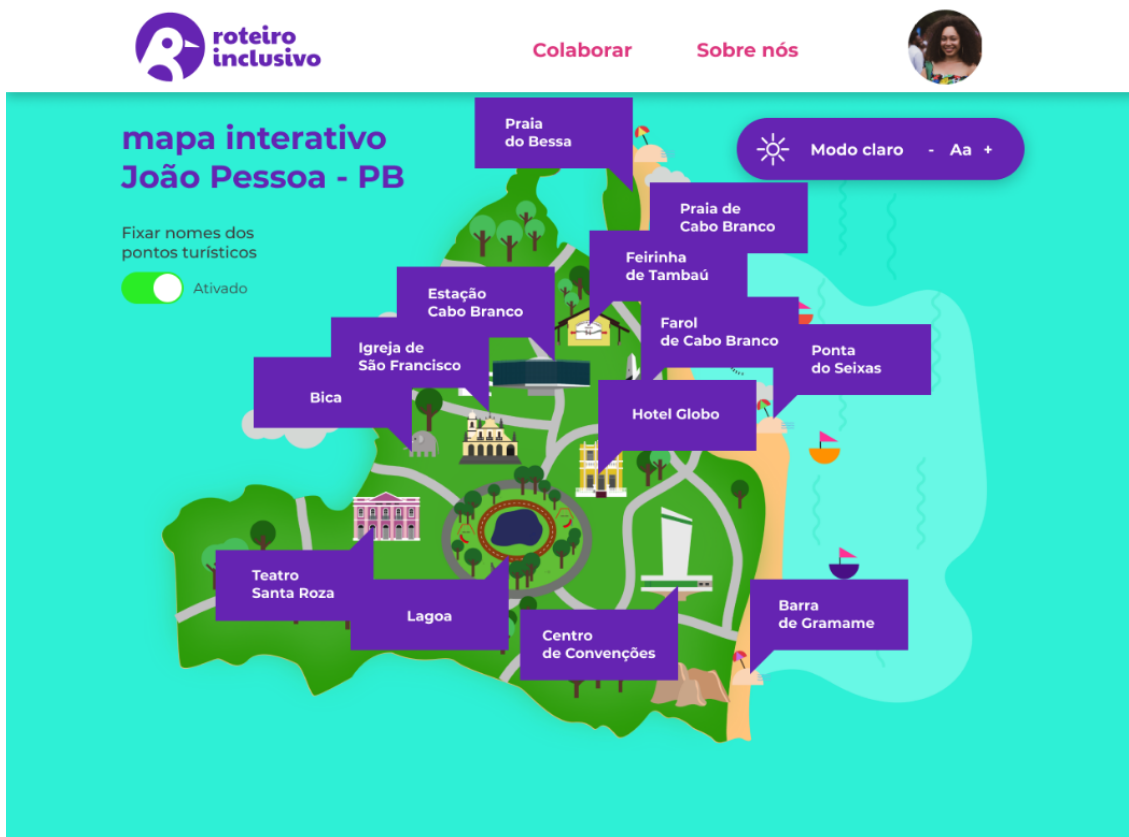 roteiro
inclusivo
Colaborar
Sobre nós
mapa interativo
João Pessoa - PB
Fixar nomes dos
pontos turísticos
Ativado
Modo claro - Aa +
Praia
do Bessa
Praia de
Cabo Branco
Feirinha
de Tambaú
Estação
Cabo Branco
Farol
de Cabo Branco
Igreja de
São Francisco
Ponta
do Seixas
Bica
Hotel Globo
Teatro
Santa Roza
Lagoa
Centro
de Convenções
Barra
de Gramame